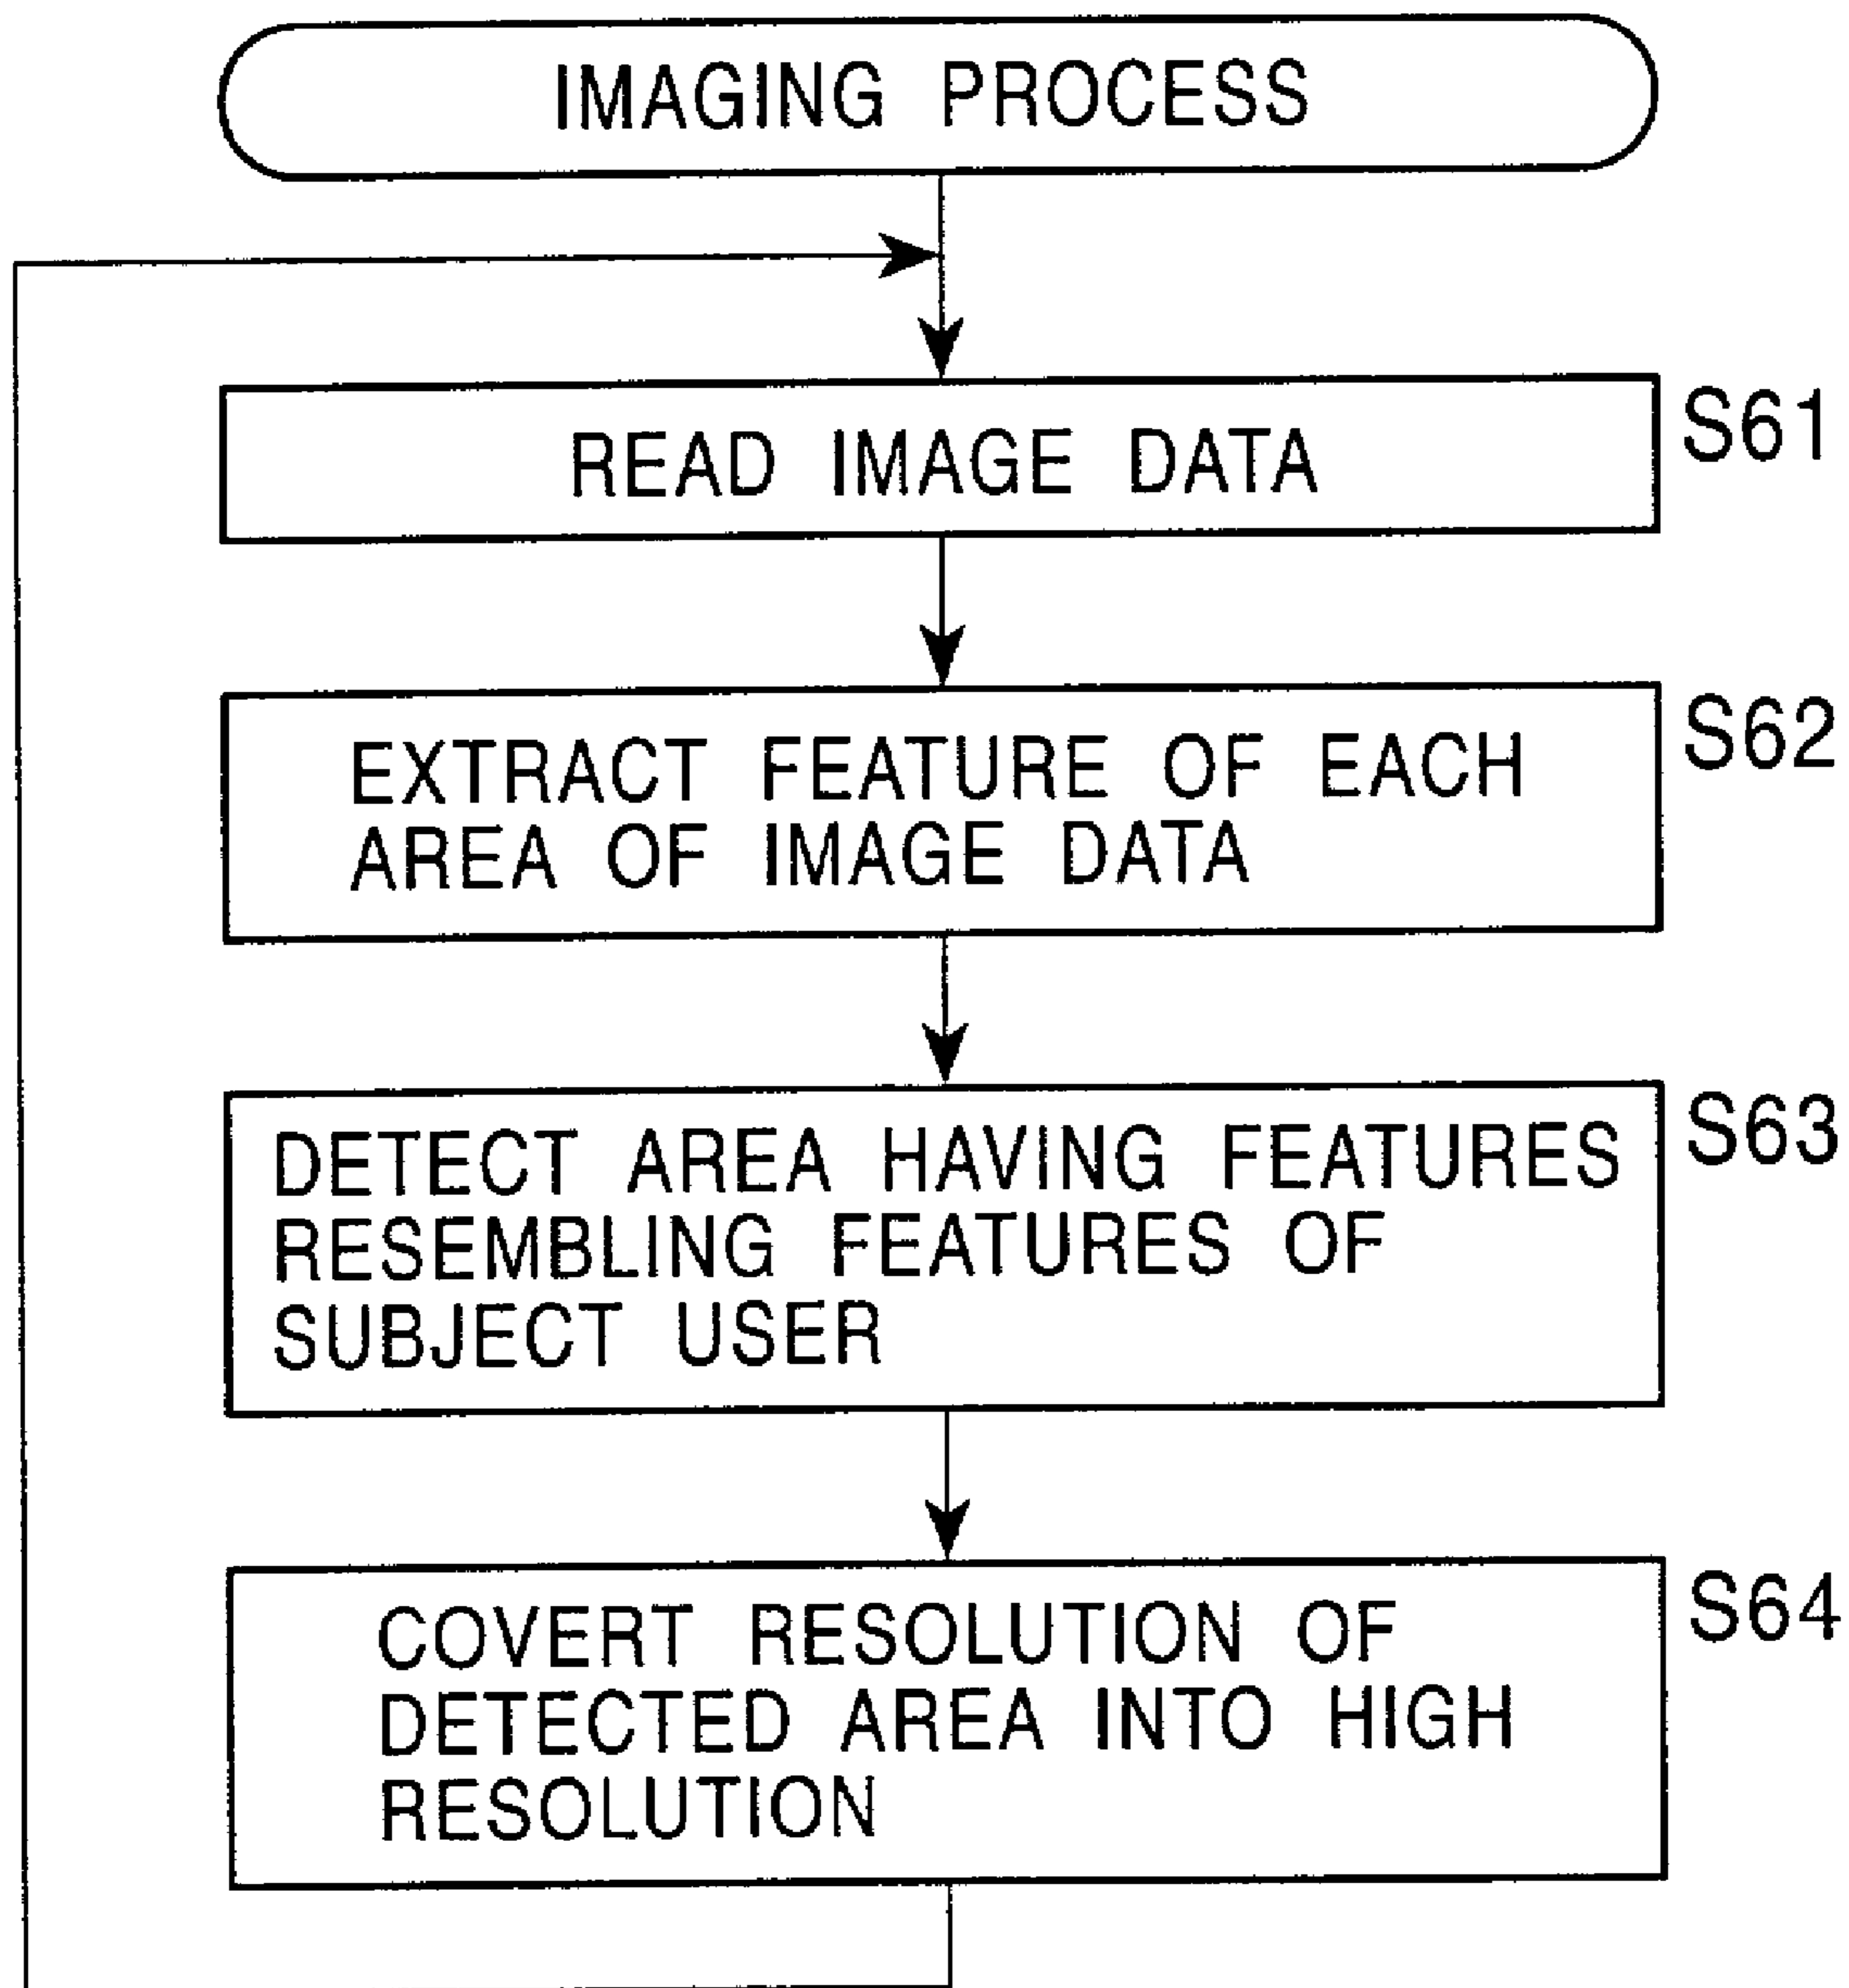 IMAGING PROCESS
READ IMAGE DATA
S61
EXTRACT FEATURE OF EACH
AREA OF IMAGE DATA
S62
DETECT AREA HAVING FEATURES
RESEMBLING FEATURES OF
SUBJECT USER
S63
COVERT RESOLUTION OF
DETECTED AREA INTO HIGH
RESOLUTION
S64